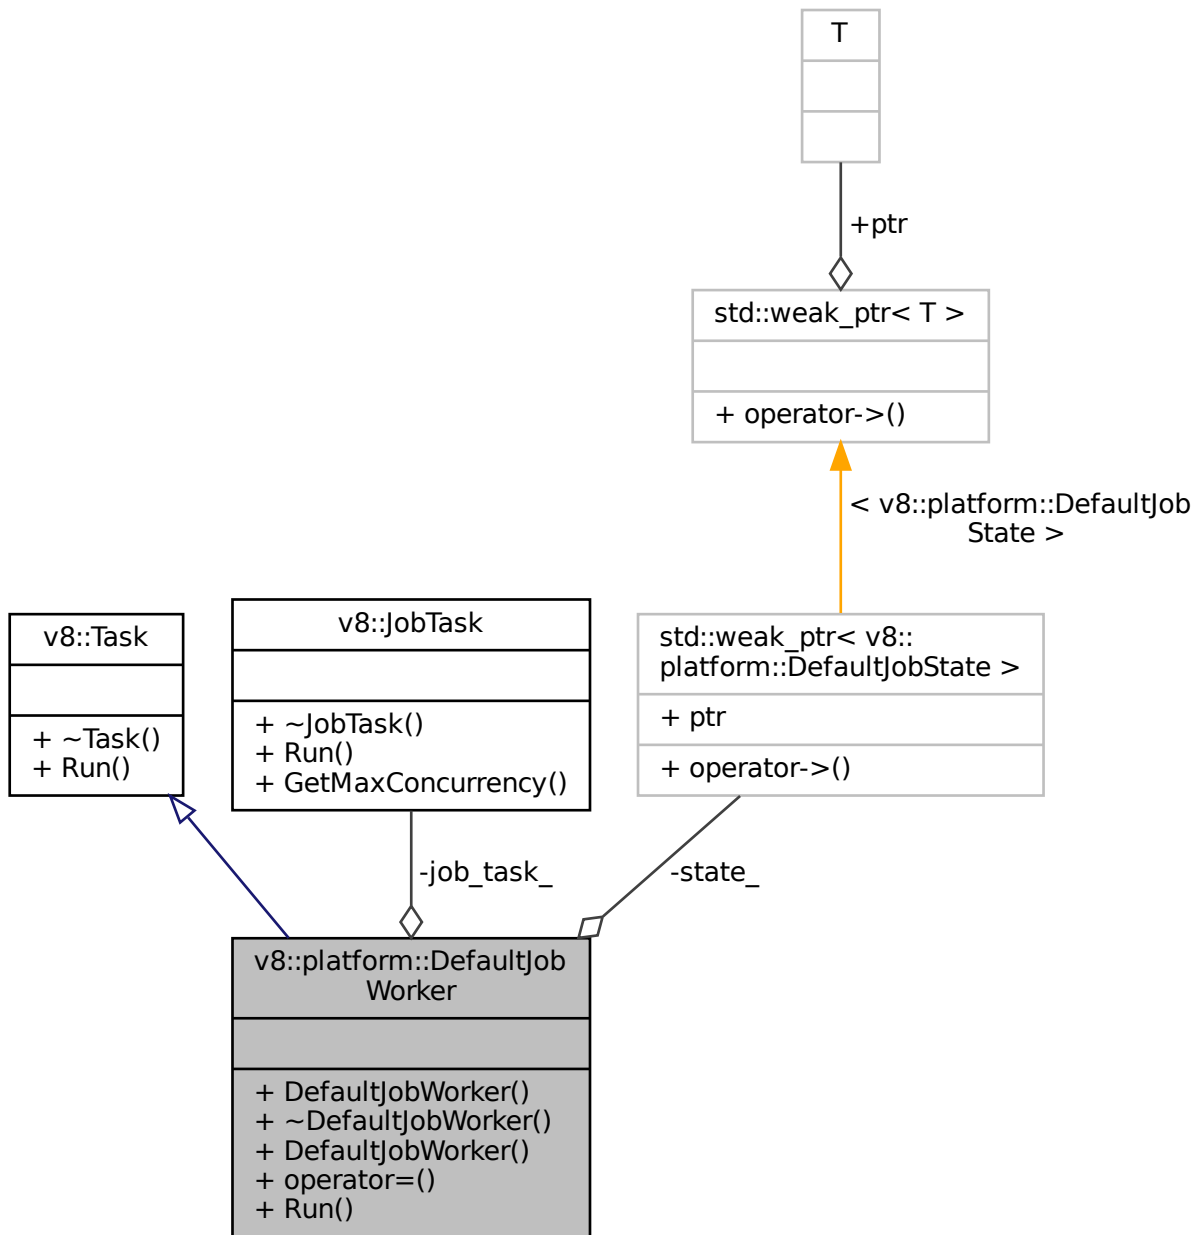 T
+ptr
std::weak_ptr< T >
+ operator->()
< v8::platform::DefaultJob
State >
v8::Task
+ ~Task()
+ Run()
v8::JobTask
+ ~JobTask()
+ Run()
+ GetMaxConcurrency()
std::weak_ptr< v8::
platform::DefaultJobState >
+ ptr
+ operator->()
-job_task_
-state_
v8::platform::DefaultJob
Worker
+ DefaultJobWorker()
+ ~DefaultJobWorker()
+ DefaultJobWorker()
+ operator=()
+ Run()